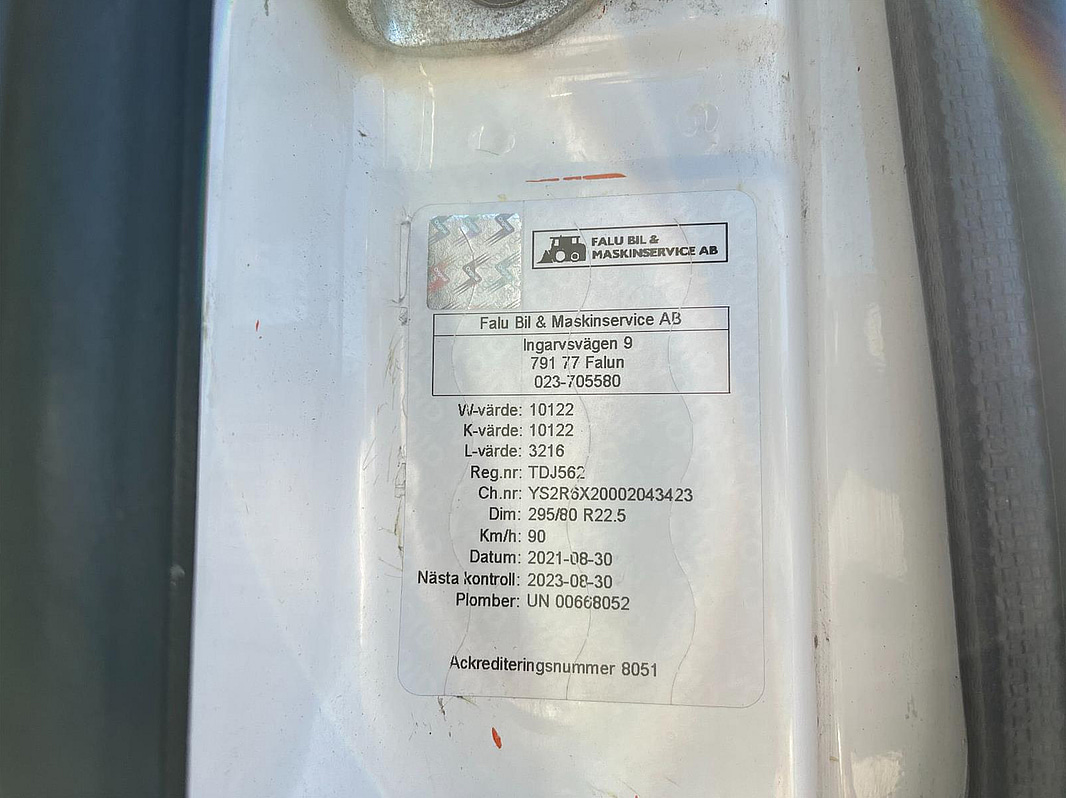 FALU BIL &
MASKINSERVICE AB
Falu Bil & Maskinservice AB
Ingarvsvägen 9
791 77 Falun
023-705580
W-värde: 10122
K-värde: 10122
L-värde: 3216
Reg.nr: TDJ562
Ch.nr: YS2R6X20002043423
Dim: 295/80 R22.5
Km/h: 90
Datum: 2021-08-30
Nästa kontroll: 2023-08-30
Plomber: UN 00668052
Ackrediteringsnummer 8051